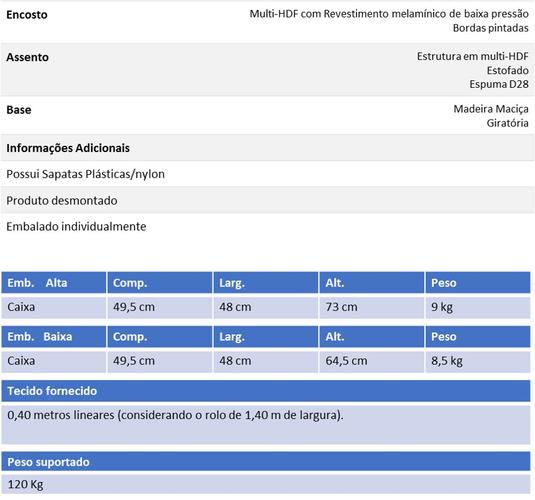 Encosto Multi-HDF com Revestimento melamínico de baixa pressão
Bordas pintadas
Assento Estrutura em multi-HDF
Estofado
Espuma D28
Base Madeira Maciça
Giratória
Informações Adicionais
Possui Sapatas Plásticas/nylon
Produto desmontado
Embalado individualmente
Emb. Alta Comp. Larg. Alt. Peso
Caixa 49,5 cm 48 cm 73 cm 9 kg
Emb. Baixa Comp. Larg. Alt. Peso
Caixa 49,5 cm 48 cm 64,5 cm 8,5 kg
Tecido fornecido
0,40 metros lineares (considerando o rolo de 1,40 m de largura).
Peso suportado
120 Kg